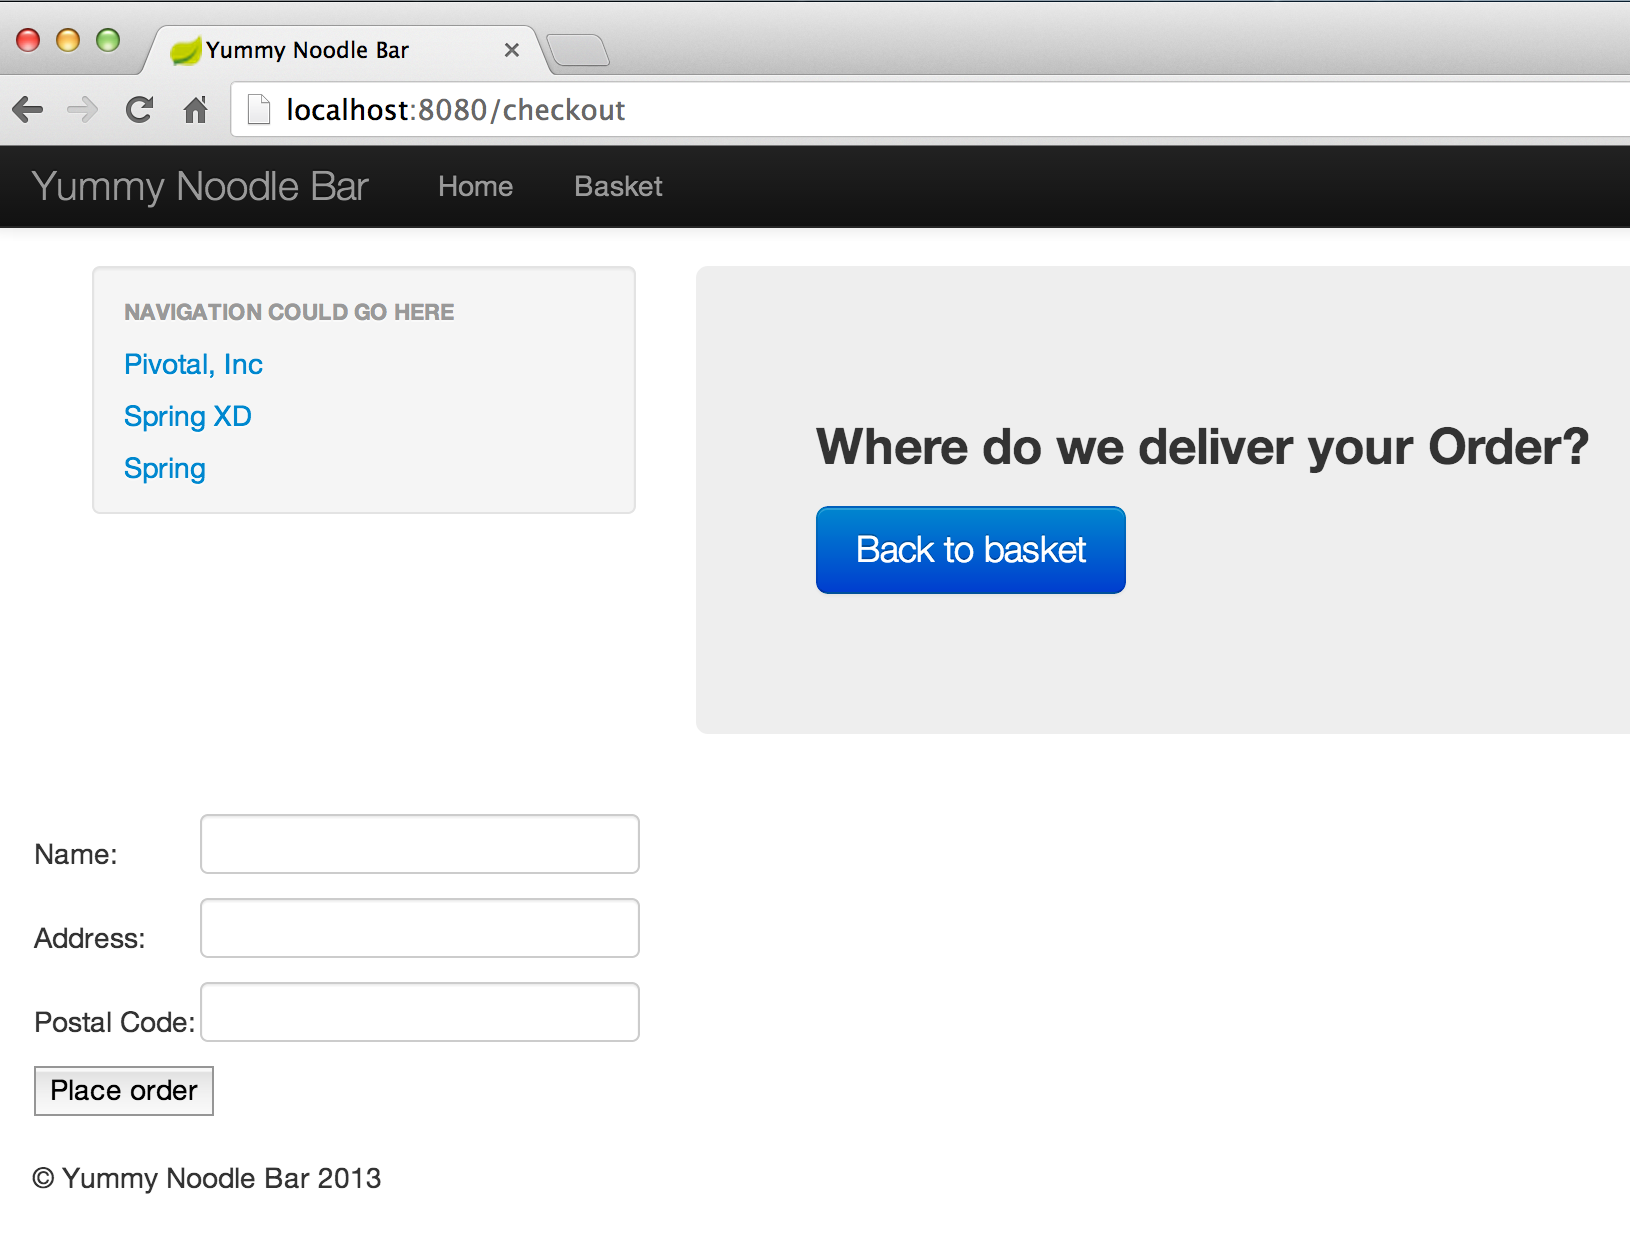 Yummy Noodle Bar
localhost:8080/checkout
Yummy Noodle Bar Home Basket
NAVIGATION COULD GO HERE
Pivotal, Inc
Spring XD
Spring
Where do we deliver your Order?
Back to basket
Name:
Address:
Postal Code:
Place order
© Yummy Noodle Bar 2013